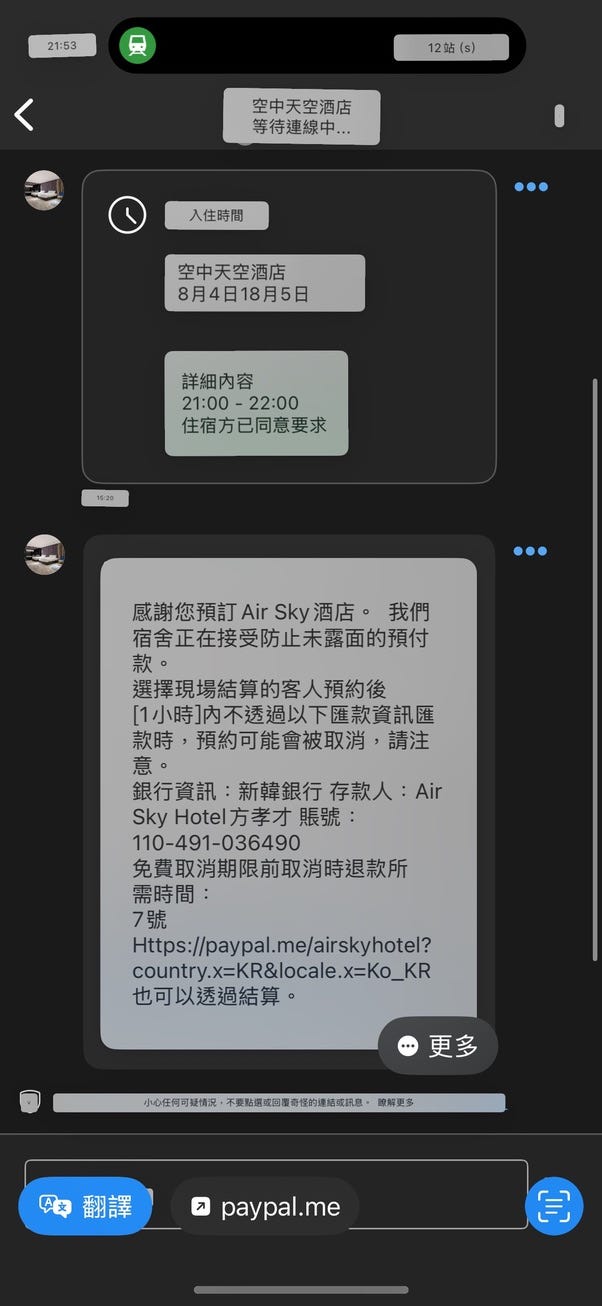 21:53
12站 (s)
空中天空酒店
等待連線中...
入住時間
空中天空酒店
8月4日18月5日
詳細內容
21:00 - 22:00
住宿方已同意要求
15:20
感謝您預訂 Air Sky 酒店。 我們
宿舍正在接受防止未露面的預付
款。
選擇現場結算的客人預約後
[1小時]內不透過以下匯款資訊匯
款時，預約可能會被取消，請注
意。
銀行資訊：新韓銀行 存款人：Air
Sky Hotel方孝才 賬號：
110-491-036490
免費取消期限前取消時退款所
需時間：
7號
Https://paypal.me/airskyhotel?
country.x=KR&locale.x=Ko_KR
也可以透過結算。
更多
小心任何可疑情況，不要點選或回覆奇怪的連結或訊息。 瞭解更多
翻譯
paypal.me